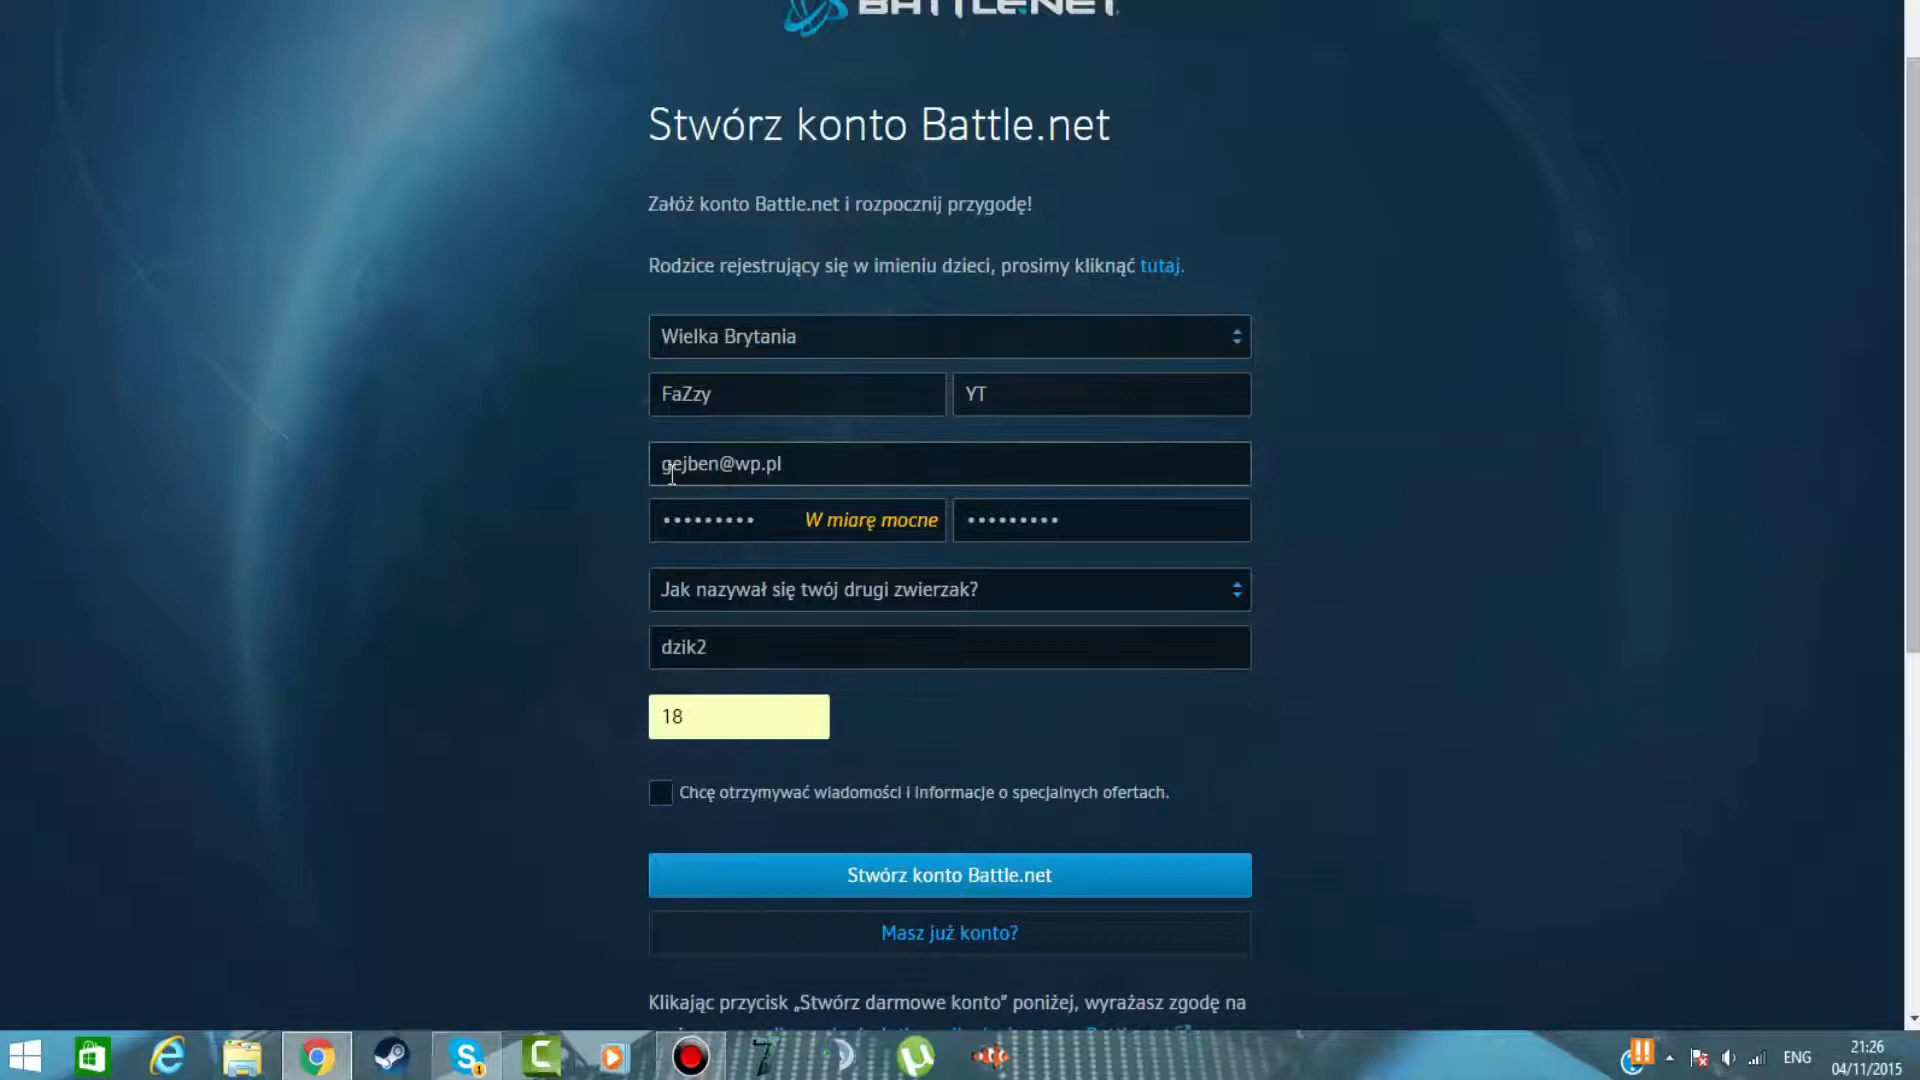 BATTLE.NET
Stwórz konto Battle.net
Załóż konto Battle.net i rozpocznij przygodę!
Rodzice rejestrujący się w imieniu dzieci, prosimy kliknąć tutaj.
Wielka Brytania
FaZzy YT
gejben@wp.pl
••••••••• W miarę mocne •••••••••
Jak nazywał się twój drugi zwierzak?
dzik2
18
Chcę otrzymywać wiadomości i informacje o specjalnych ofertach.
Stwórz konto Battle.net
Masz już konto?
Klikając przycisk „Stwórz darmowe konto” poniżej, wyrażasz zgodę na
ENG 21:26
04/11/2015